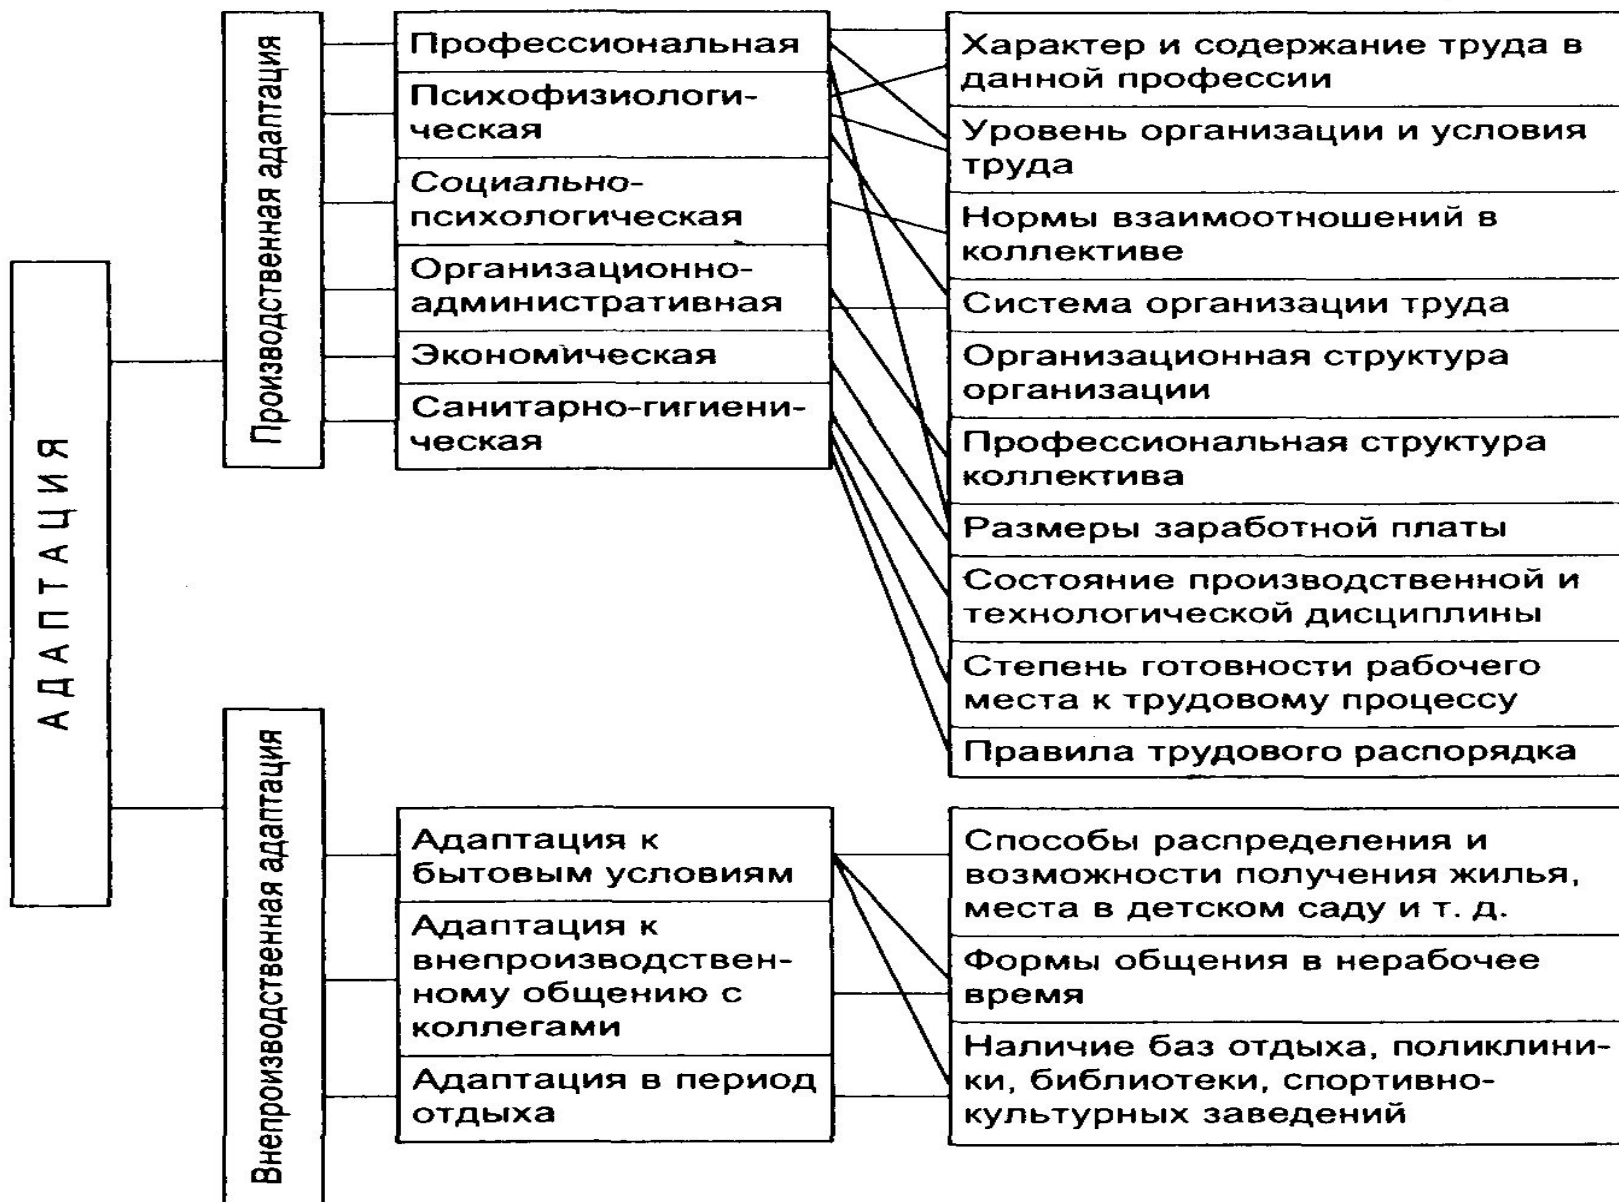 АДАПТАЦИЯ
Производственная адаптация
Профессиональная
Психофизиологи-
ческая
Социально-
психологическая
Организационно-
административная
Экономическая
Санитарно-гигиени-
ческая
Характер и содержание труда в
данной профессии
Уровень организации и условия
труда
Нормы взаимоотношений в
коллективе
Система организации труда
Организационная структура
организации
Профессиональная структура
коллектива
Размеры заработной платы
Состояние производственной и
технологической дисциплины
Степень готовности рабочего
места к трудовому процессу
Правила трудового распорядка
Внепроизводственная адаптация
Адаптация к
бытовым условиям
Адаптация к
внепроизводствен-
ному общению с
коллегами
Адаптация в период
отдыха
Способы распределения и
возможности получения жилья,
места в детском саду и т. д.
Формы общения в нерабочее
время
Наличие баз отдыха, поликлини-
ки, библиотеки, спортивно-
культурных заведений